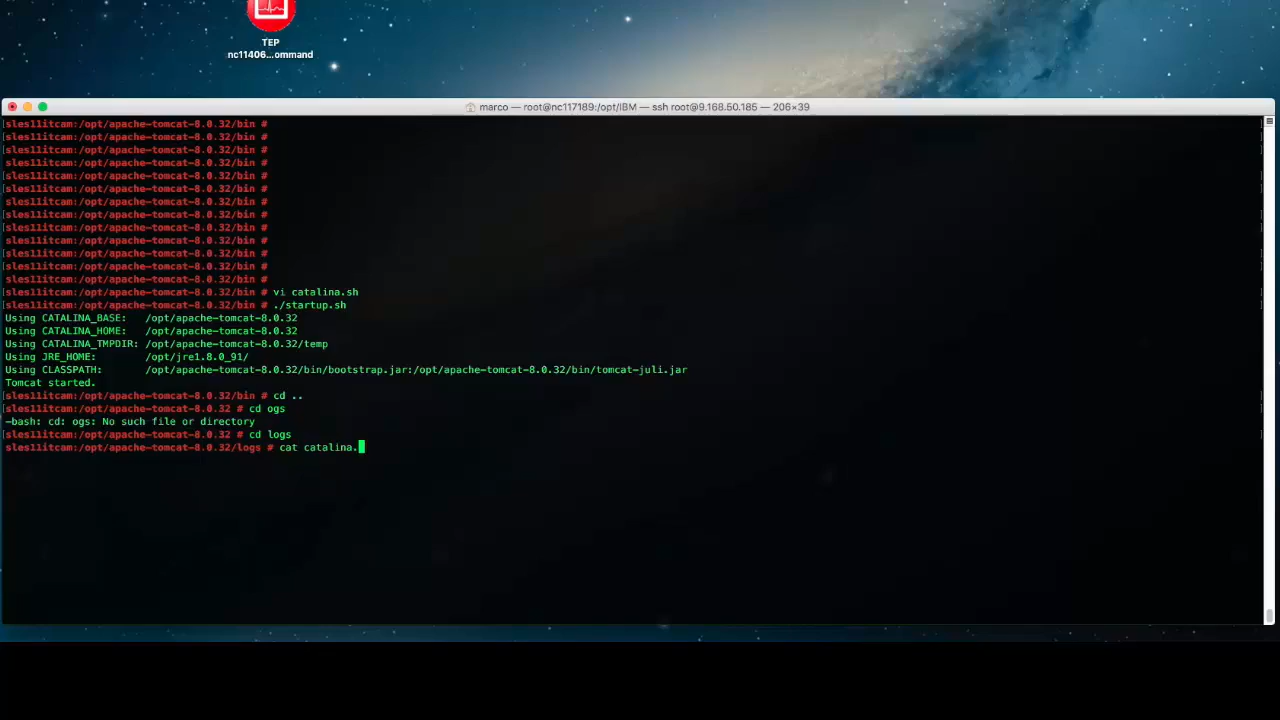 TEP
nc11406...ommand
marco — root@nc117189:/opt/IBM — ssh root@9.168.50.185 — 206×39
[sles11itcam:/opt/apache-tomcat-8.0.32/bin #
[sles11itcam:/opt/apache-tomcat-8.0.32/bin #
[sles11itcam:/opt/apache-tomcat-8.0.32/bin #
[sles11itcam:/opt/apache-tomcat-8.0.32/bin #
[sles11itcam:/opt/apache-tomcat-8.0.32/bin #
[sles11itcam:/opt/apache-tomcat-8.0.32/bin #
[sles11itcam:/opt/apache-tomcat-8.0.32/bin #
[sles11itcam:/opt/apache-tomcat-8.0.32/bin #
[sles11itcam:/opt/apache-tomcat-8.0.32/bin #
[sles11itcam:/opt/apache-tomcat-8.0.32/bin #
[sles11itcam:/opt/apache-tomcat-8.0.32/bin #
[sles11itcam:/opt/apache-tomcat-8.0.32/bin #
[sles11itcam:/opt/apache-tomcat-8.0.32/bin #
[sles11itcam:/opt/apache-tomcat-8.0.32/bin # vi catalina.sh
[sles11itcam:/opt/apache-tomcat-8.0.32/bin # ./startup.sh
Using CATALINA_BASE:   /opt/apache-tomcat-8.0.32
Using CATALINA_HOME:   /opt/apache-tomcat-8.0.32
Using CATALINA_TMPDIR: /opt/apache-tomcat-8.0.32/temp
Using JRE_HOME:        /opt/jre1.8.0_91/
Using CLASSPATH:       /opt/apache-tomcat-8.0.32/bin/bootstrap.jar:/opt/apache-tomcat-8.0.32/bin/tomcat-juli.jar
Tomcat started.
[sles11itcam:/opt/apache-tomcat-8.0.32/bin # cd ..
[sles11itcam:/opt/apache-tomcat-8.0.32 # cd ogs
-bash: cd: ogs: No such file or directory
[sles11itcam:/opt/apache-tomcat-8.0.32 # cd logs
sles11itcam:/opt/apache-tomcat-8.0.32/logs # cat catalina.